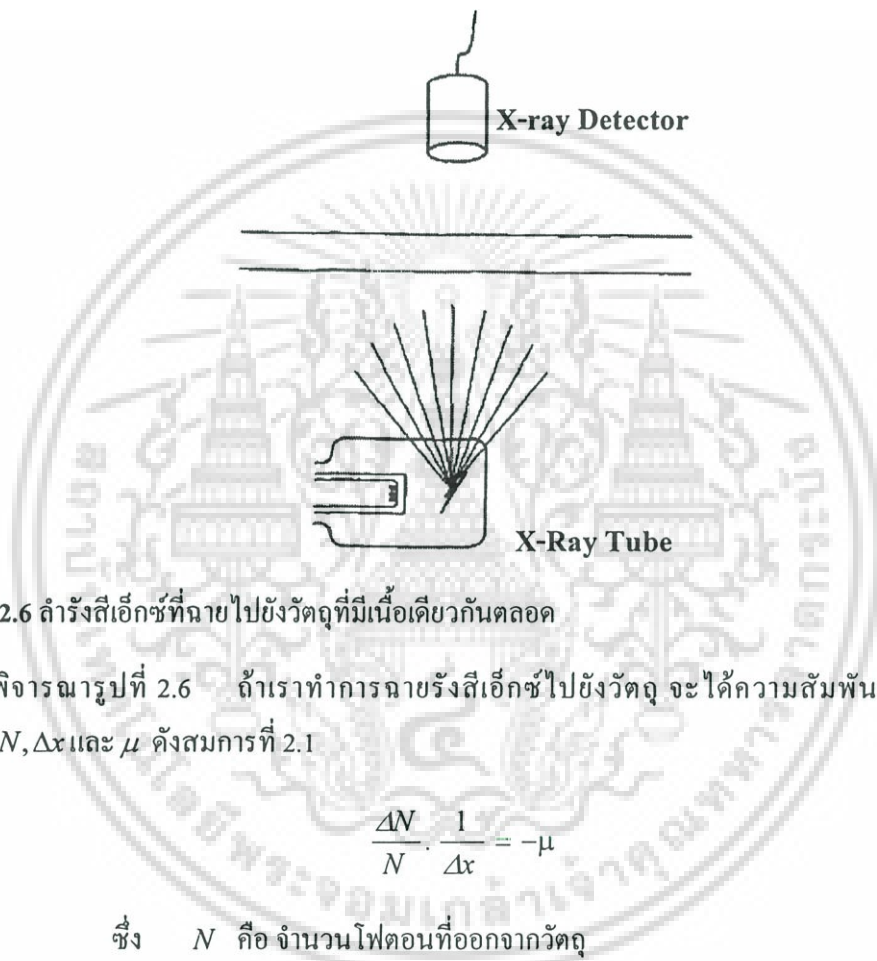 X-ray Detector
X-Ray Tube
2.6 ลำรังสีเอ็กซ์ที่ฉายไปยังวัตถุที่มีเนื้อเดียวกันตลอด
พิจารณารูปที่ 2.6 ถ้าเราทำการฉายรังสีเอ็กซ์ไปยังวัตถุ จะได้ความสัมพัน
N, Δx และ μ ดังสมการที่ 2.1
ΔN/N . 1/Δx = -μ
ซึ่ง N คือ จำนวนโฟตอนที่ออกจากวัตถุ